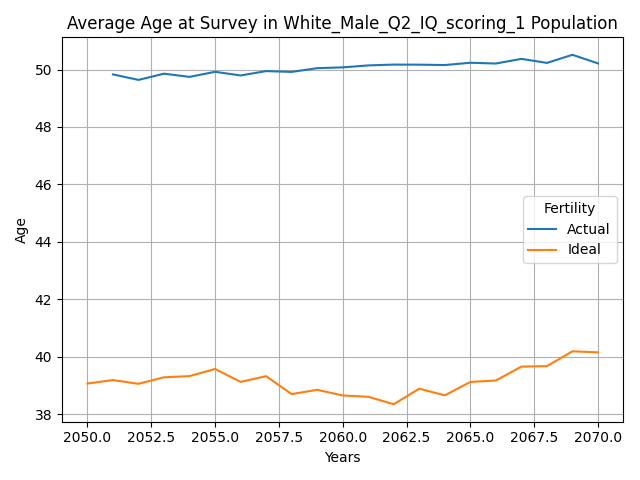 Average Age at Survey in White_Male_Q2_IQ_scoring_1 Population
50
48
46
44
42
40
38
Age
Fertility
Actual
Ideal
2050.0 2052.5 2055.0 2057.5 2060.0 2062.5 2065.0 2067.5 2070.0
Years